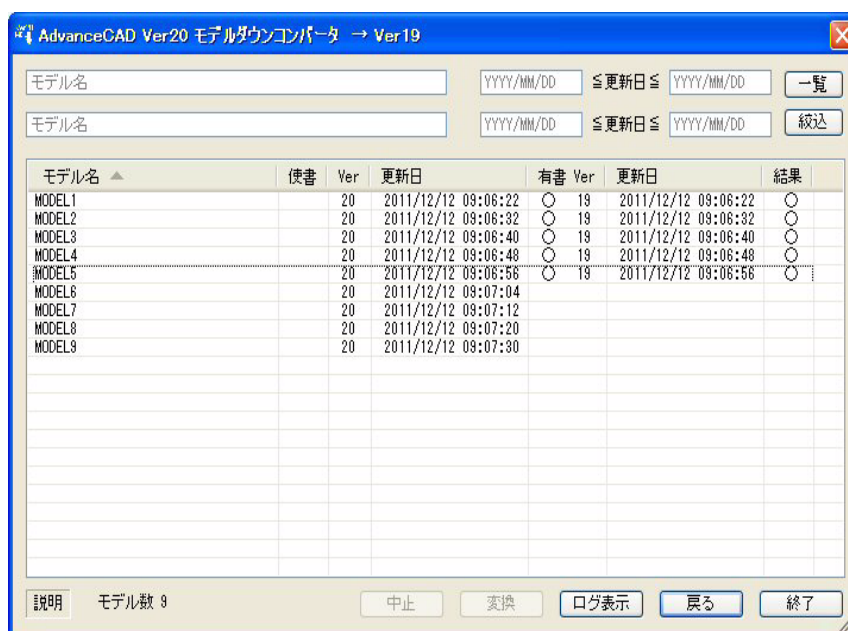 AdvanceCAD Ver20 モデルダウンコンバータ → Ver19
モデル名 YYYY/MM/DD ≦更新日≦ YYYY/MM/DD 一覧
モデル名 YYYY/MM/DD ≦更新日≦ YYYY/MM/DD 絞込
モデル名 使書 Ver 更新日 有書 Ver 更新日 結果
MODEL1 20 2011/12/12 09:06:22 ○ 19 2011/12/12 09:06:22 ○
MODEL2 20 2011/12/12 09:06:32 ○ 19 2011/12/12 09:06:32 ○
MODEL3 20 2011/12/12 09:06:40 ○ 19 2011/12/12 09:06:40 ○
MODEL4 20 2011/12/12 09:06:48 ○ 19 2011/12/12 09:06:48 ○
MODEL5 20 2011/12/12 09:06:56 ○ 19 2011/12/12 09:06:56 ○
MODEL6 20 2011/12/12 09:07:04
MODEL7 20 2011/12/12 09:07:12
MODEL8 20 2011/12/12 09:07:20
MODEL9 20 2011/12/12 09:07:30
説明 モデル数 9 中止 変換 ログ表示 戻る 終了